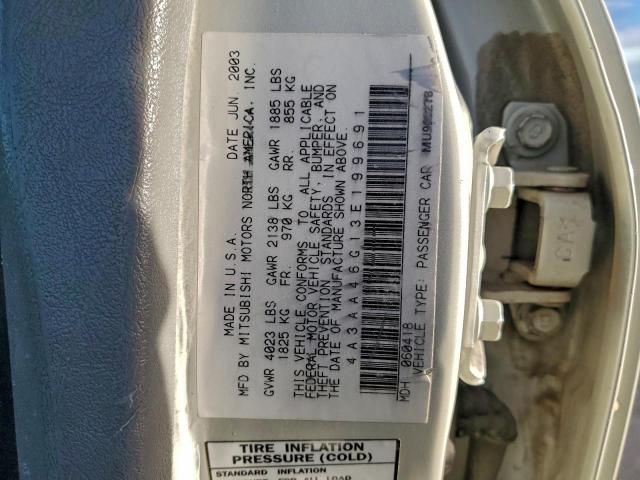 MADE IN U.S.A. DATE JUN. 2003
MFD BY MITSUBISHI MOTORS NORTH AMERICA, INC.
GVWR 4023 LBS GAWR 2138 LBS GAWR 1885 LBS
1825 KG FR. 970 KG RR. 855 KG
THIS VEHICLE CONFORMS TO ALL APPLICABLE
FEDERAL MOTOR VEHICLE SAFETY, BUMPER, AND
THEFT PREVENTION STANDARDS IN EFFECT ON
THE DATE OF MANUFACTURE SHOWN ABOVE.
4A3AA46G13E199691
MDH 060418
VEHICLE TYPE: PASSENGER CAR
TIRE INFLATION
PRESSURE (COLD)
STANDARD INFLATION
FOR ALL LOAD